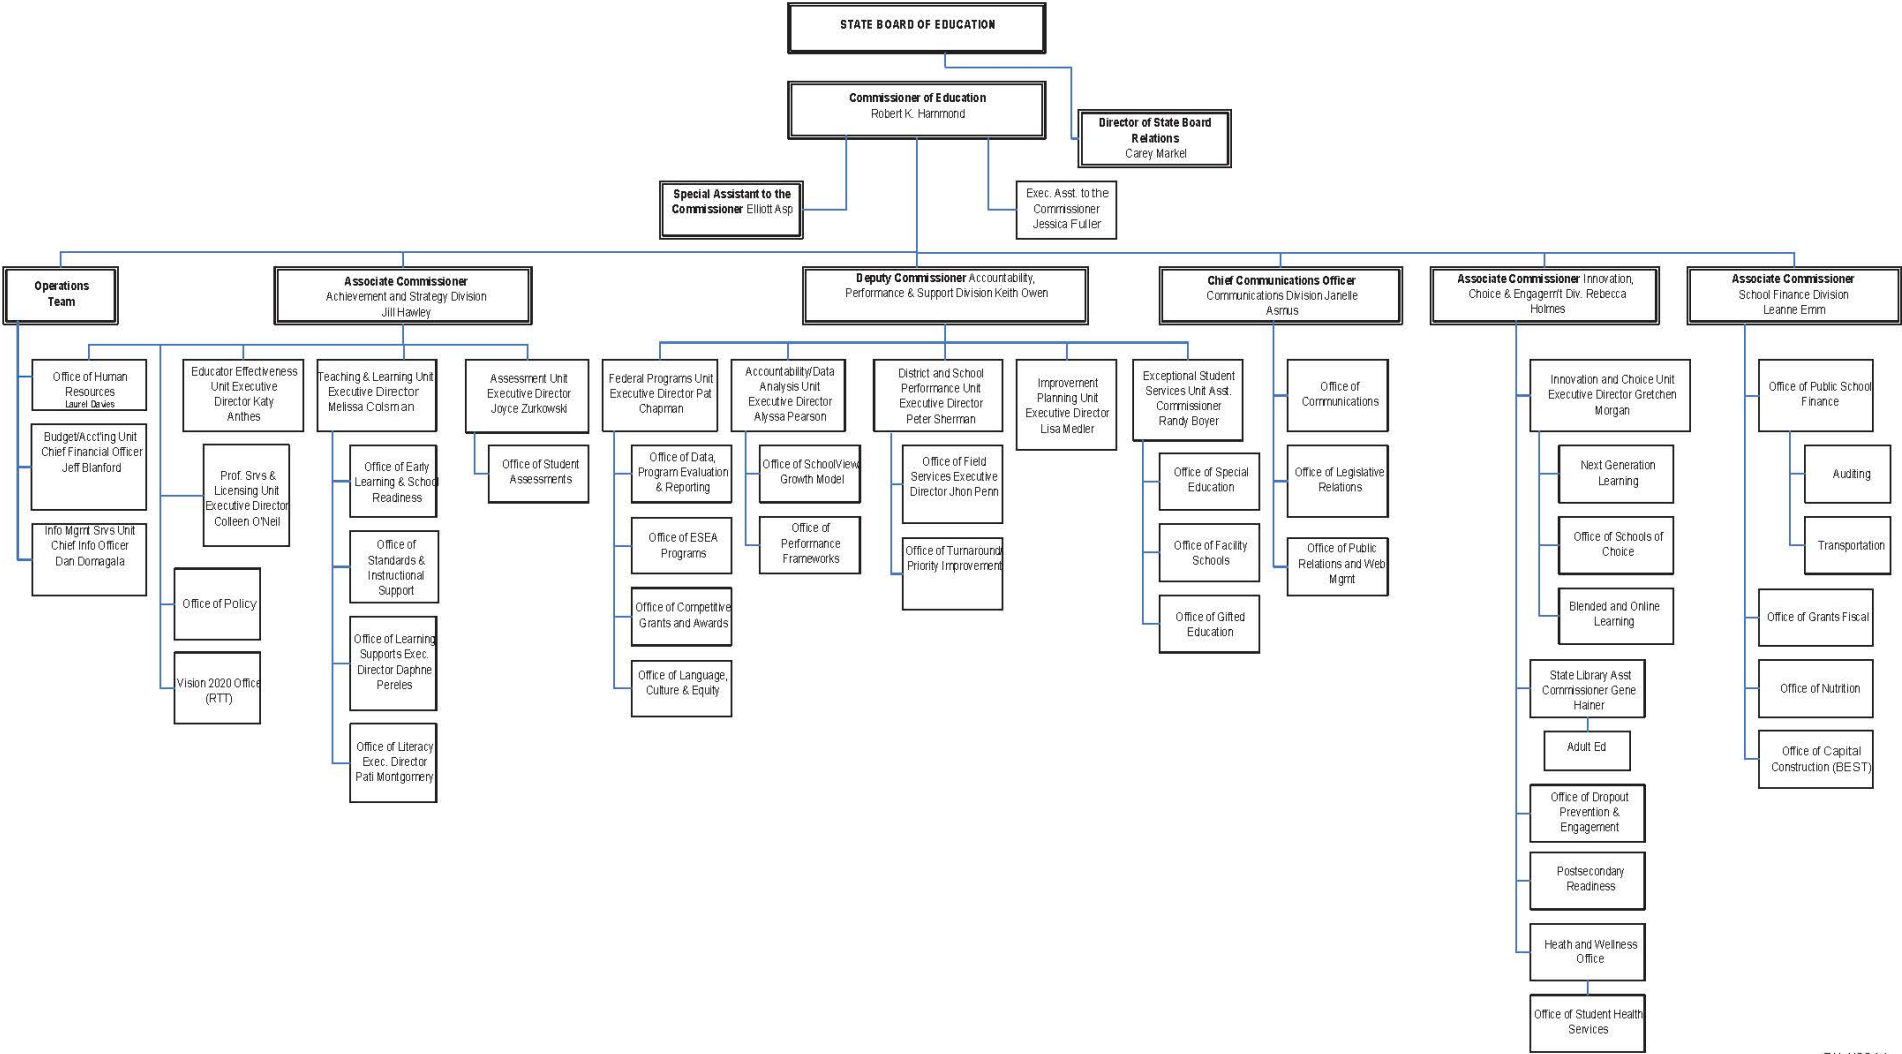 STATE BOARD OF EDUCATION
Commissioner of Education
Robert K. Hammond
Director of State Board
Relations
Carey Markel
Special Assistant to the
Commissioner Elliott Asp
Exec. Asst. to the
Commissioner
Jessica Fuller
Operations
Team
Associate Commissioner
Achievement and Strategy Division
Jill Hawley
Deputy Commissioner Accountability,
Performance & Support Division Keith Owen
Chief Communications Officer
Communications Division Janelle
Asmus
Associate Commissioner Innovation,
Choice & Engagem't Div. Rebecca
Holmes
Associate Commissioner
School Finance Division
Leanne Emm
Office of Human
Resources
Laurel Davies
Budget/Acct'ing Unit
Chief Financial Officer
Jeff Blanford
Info Mgmt Srvs Unit
Chief Info Officer
Dan Domagala
Educator Effectiveness
Unit Executive
Director Katy
Anthes
Prof. Srvs &
Licensing Unit
Executive Director
Colleen O'Neil
Office of Policy
Vision 2020 Office
(RTT)
Teaching & Learning Unit
Executive Director
Melissa Colsman
Office of Early
Learning & School
Readiness
Office of
Standards &
Instructional
Support
Office of Learning
Supports Exec.
Director Daphne
Pereles
Office of Literacy
Exec. Director
Pati Montgomery
Assessment Unit
Executive Director
Joyce Zurkowski
Office of Student
Assessments
Federal Programs Unit
Executive Director Pat
Chapman
Office of Data,
Program Evaluation
& Reporting
Office of ESEA
Programs
Office of Competitive
Grants and Awards
Office of Language,
Culture & Equity
Accountability/Data
Analysis Unit
Executive Director
Alyssa Pearson
Office of SchoolView/
Growth Model
Office of
Performance
Frameworks
District and School
Performance Unit
Executive Director
Peter Sherman
Office of Field
Services Executive
Director Jhon Penn
Office of Turnaround/
Priority Improvement
Improvement
Planning Unit
Executive Director
Lisa Medler
Exceptional Student
Services Unit Asst.
Commissioner
Randy Boyer
Office of Special
Education
Office of Facility
Schools
Office of Gifted
Education
Office of
Communications
Office of Legislative
Relations
Office of Public
Relations and Web
Mgmt
Innovation and Choice Unit
Executive Director Gretchen
Morgan
Next Generation
Learning
Office of Schools of
Choice
Blended and Online
Learning
State Library Asst
Commissioner Gene
Hainer
Adult Ed
Office of Dropout
Prevention &
Engagement
Postsecondary
Readiness
Heath and Wellness
Office
Office of Student Health
Services
Office of Public School
Finance
Auditing
Transportation
Office of Grants Fiscal
Office of Nutrition
Office of Capital
Construction (BEST)